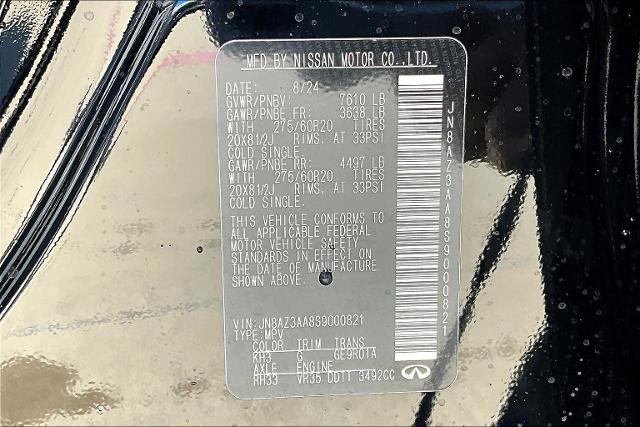 MFD BY NISSAN MOTOR CO.,LTD.
DATE: 8/24
GVWR/PNBV: 7610 LB
GAWR/PNBE FR: 3638 LB
WITH 275/60R20 TIRES
20X81/2J RIMS, AT 33PSI
COLD SINGLE.
GAWR/PNBE RR: 4497 LB
WITH 275/60R20 TIRES
20X81/2J RIMS, AT 33PSI
COLD SINGLE.
THIS VEHICLE CONFORMS TO
ALL APPLICABLE FEDERAL
MOTOR VEHICLE SAFETY
STANDARDS IN EFFECT ON
THE DATE OF MANUFACTURE
SHOWN ABOVE.
VIN: JN8AZ3AA8S9000821
TYPE: MPV
COLOR TRIM TRANS
KH3 G GE9R01A
AXLE ENGINE
RH33 VR35 DDTT 3492CC
JN8AZ3AA8S9000821